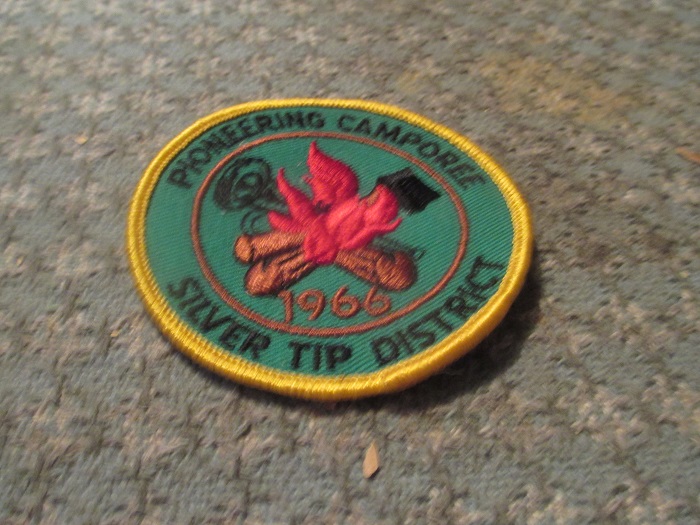 PIONEERING CAMPOREE
1966
SILVER TIP DISTRICT